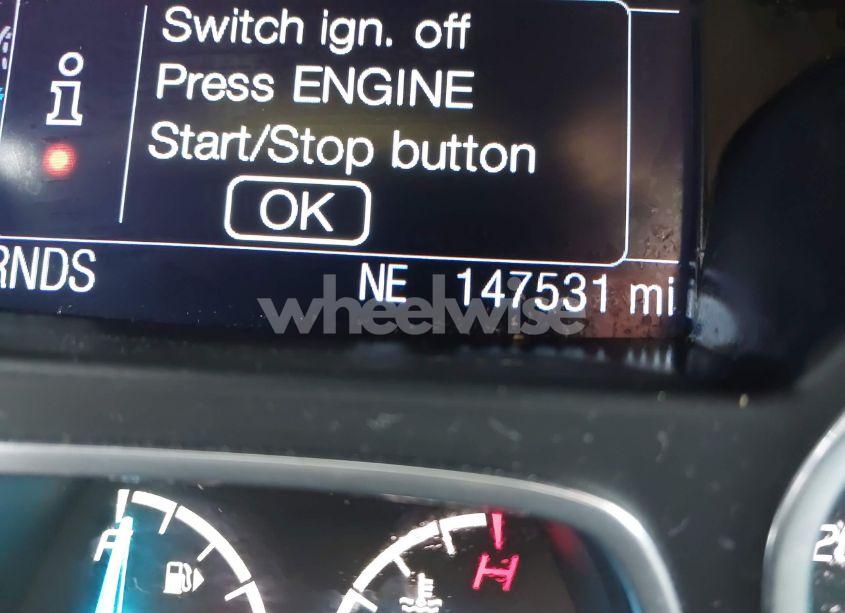 Switch ign. off
Press ENGINE
Start/Stop button
OK
RNDS
NE 147531 mi
wheelwise
H